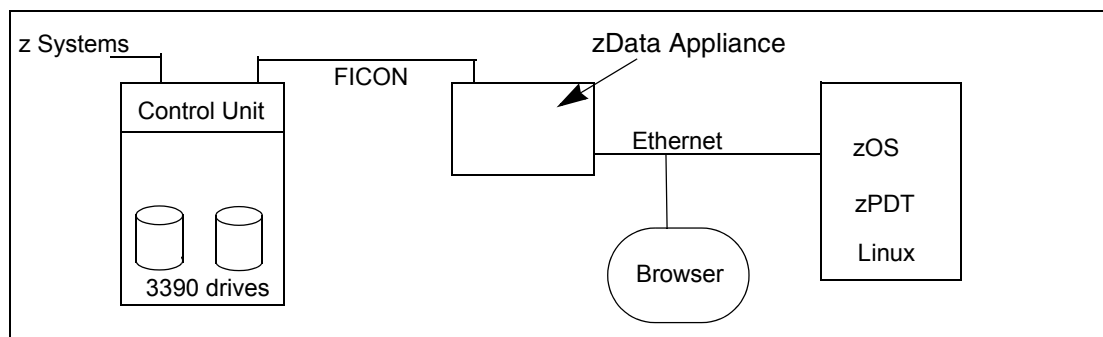 z Systems
zData Appliance
FICON
Control Unit
Ethernet
zOS
zPDT
Linux
Browser
3390 drives